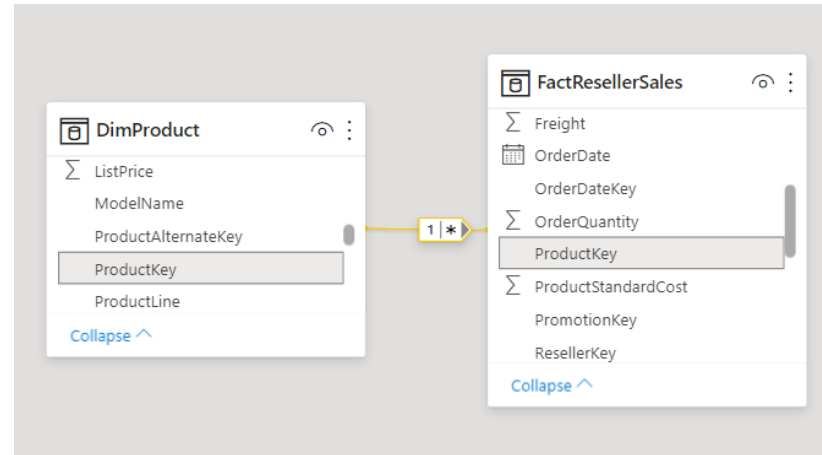 DimProduct
ListPrice
ModelName
ProductAlternateKey
ProductKey
ProductLine
Collapse
1 *
FactResellerSales
Freight
OrderDate
OrderDateKey
OrderQuantity
ProductKey
ProductStandardCost
PromotionKey
ResellerKey
Collapse